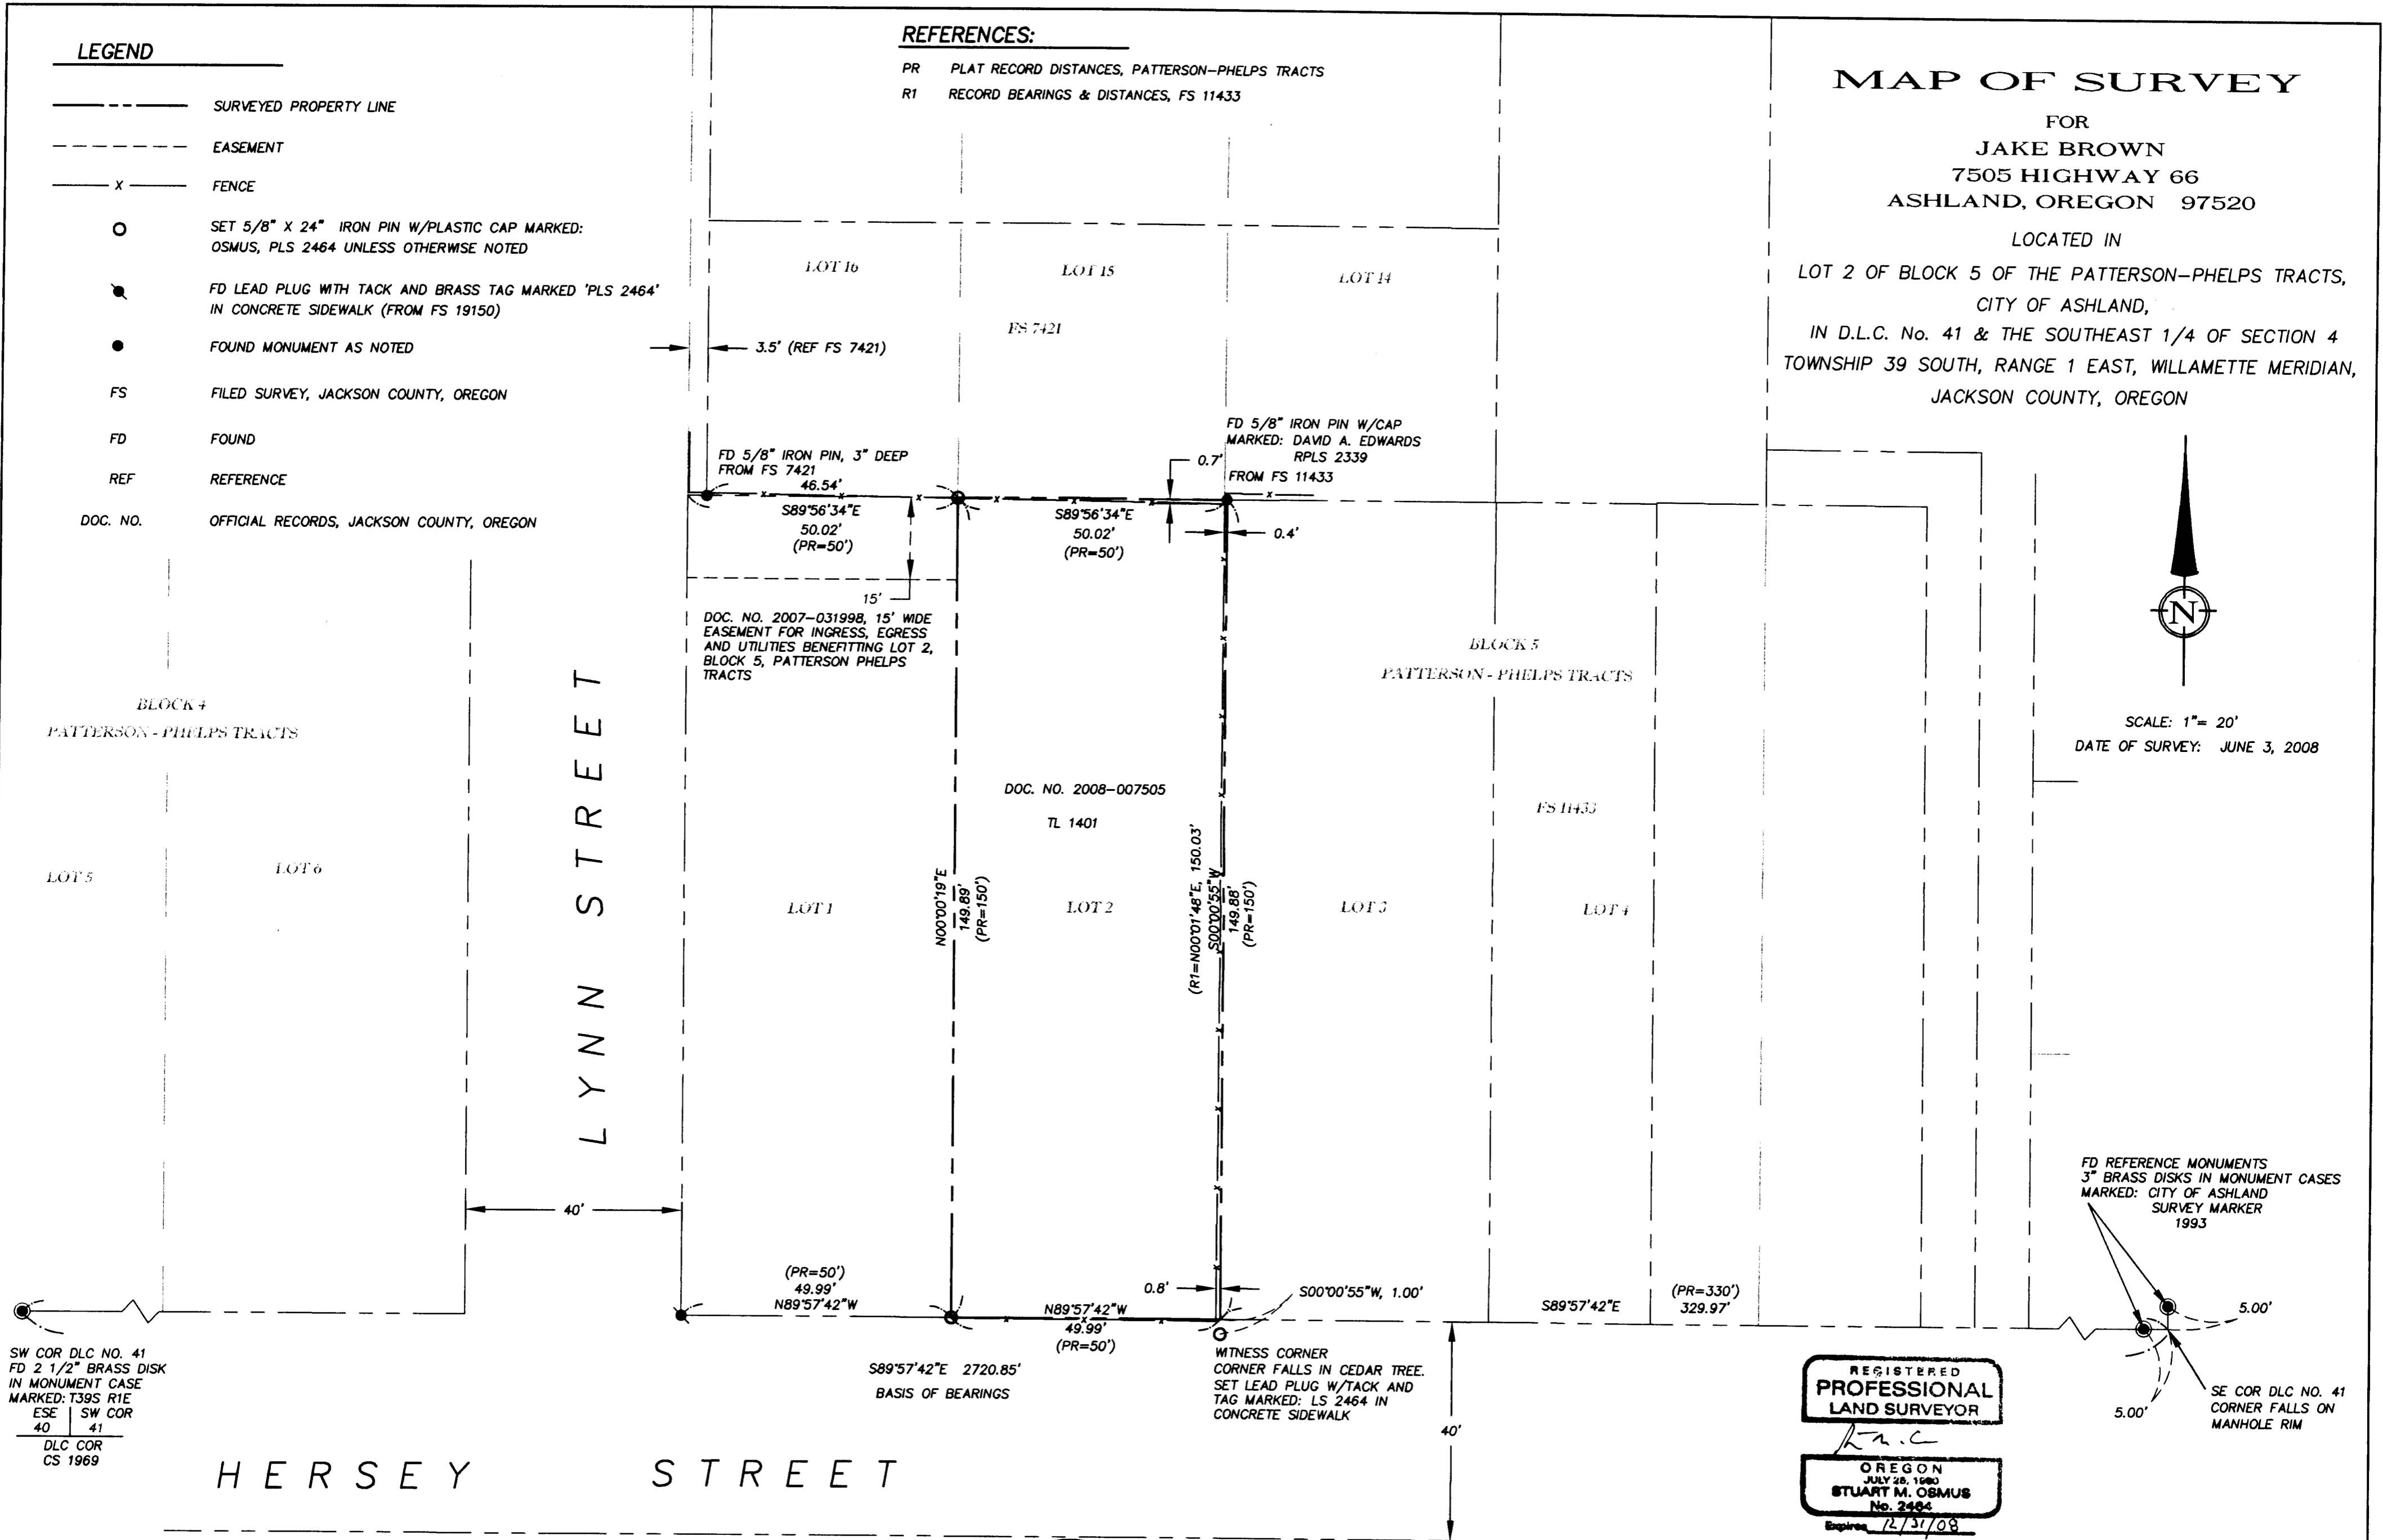 LEGEND
SURVEYED PROPERTY LINE
EASEMENT
X FENCE
SET 5/8" X 24" IRON PIN W/PLASTIC CAP MARKED:
OSMUS, PLS 2464 UNLESS OTHERWISE NOTED
FD LEAD PLUG WITH TACK AND BRASS TAG MARKED 'PLS 2464'
IN CONCRETE SIDEWALK (FROM FS 19150)
FOUND MONUMENT AS NOTED
FS FILED SURVEY, JACKSON COUNTY, OREGON
FD FOUND
REF REFERENCE
DOC. NO. OFFICIAL RECORDS, JACKSON COUNTY, OREGON
REFERENCES:
PR PLAT RECORD DISTANCES, PATTERSON-PHELPS TRACTS
R1 RECORD BEARINGS & DISTANCES, FS 11433
MAP OF SURVEY
FOR
JAKE BROWN
7505 HIGHWAY 66
ASHLAND, OREGON 97520
LOCATED IN
LOT 2 OF BLOCK 5 OF THE PATTERSON-PHELPS TRACTS,
CITY OF ASHLAND,
IN D.L.C. No. 41 & THE SOUTHEAST 1/4 OF SECTION 4
TOWNSHIP 39 SOUTH, RANGE 1 EAST, WILLAMETTE MERIDIAN,
JACKSON COUNTY, OREGON
N
SCALE: 1"= 20'
DATE OF SURVEY: JUNE 3, 2008
LOT 16
LOT 15
LOT 14
FS 7421
3.5' (REF FS 7421)
FD 5/8" IRON PIN, 3" DEEP
FROM FS 7421
46.54'
S89°56'34"E
50.02'
(PR=50')
S89°56'34"E
50.02'
(PR=50')
FD 5/8" IRON PIN W/CAP
MARKED: DAVID A. EDWARDS
RPLS 2339
FROM FS 11433
0.7'
0.4'
15'
DOC. NO. 2007-031998, 15' WIDE
EASEMENT FOR INGRESS, EGRESS
AND UTILITIES BENEFITTING LOT 2,
BLOCK 5, PATTERSON PHELPS
TRACTS
BLOCK 4
PATTERSON - PHELPS TRACTS
LOT 5
LOT 6
LYNN STREET
BLOCK 5
PATTERSON - PHELPS TRACTS
FS 11433
DOC. NO. 2008-007505
TL 1401
LOT 1
N00°00'19"E
149.89'
(PR=150')
LOT 2
(R1=N00°01'48"E, 150.03'
S00°00'55"W
149.88'
(PR=150')
LOT 3
LOT 4
40'
(PR=50')
49.99'
N89°57'42"W
N89°57'42"W
49.99'
(PR=50')
0.8'
S00°00'55"W, 1.00'
S89°57'42"E
(PR=330')
329.97'
S89°57'42"E 2720.85'
BASIS OF BEARINGS
WITNESS CORNER
CORNER FALLS IN CEDAR TREE.
SET LEAD PLUG W/TACK AND
TAG MARKED: LS 2464 IN
CONCRETE SIDEWALK
40'
SW COR DLC NO. 41
FD 2 1/2" BRASS DISK
IN MONUMENT CASE
MARKED: T39S R1E
ESE SW COR
40 41
DLC COR
CS 1969
HERSEY STREET
FD REFERENCE MONUMENTS
3" BRASS DISKS IN MONUMENT CASES
MARKED: CITY OF ASHLAND
SURVEY MARKER
1993
5.00'
5.00'
SE COR DLC NO. 41
CORNER FALLS ON
MANHOLE RIM
REGISTERED
PROFESSIONAL
LAND SURVEYOR
OREGON
STUART M. OSMUS
No. 2464
Expires 12/31/08